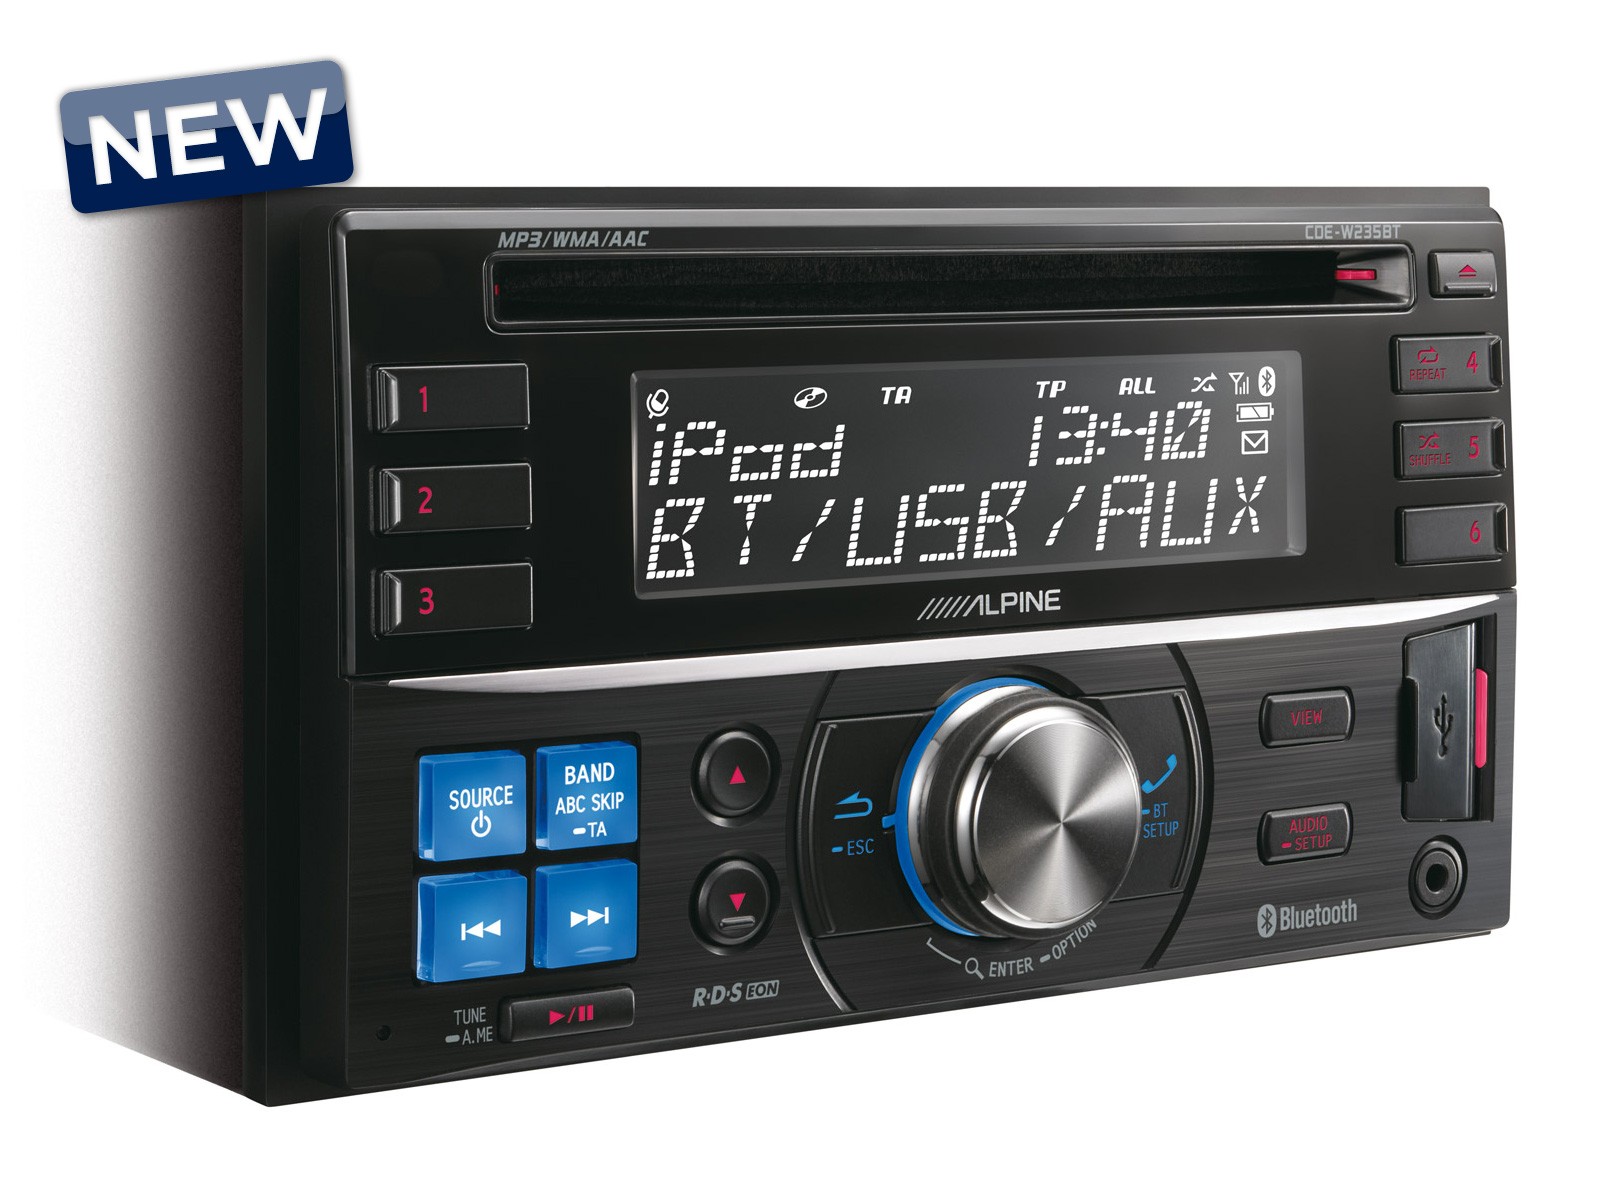 NEW
MP3/WMA/AAC
CDE-W235BT
1
2
3
TA TP ALL
iPod 13:40
BT/USB/AUX
ALPINE
REPEAT 4
SHUFFLE 5
6
SOURCE
BAND
ABC SKIP
TA
TUNE
A.ME
R·D·S EON
ESC
BT
SETUP
ENTER OPTION
VIEW
AUDIO
SETUP
Bluetooth